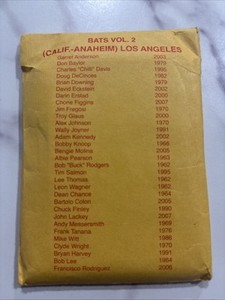 BATS VOL. 2
(CALIF.-ANAHEIM) LOS ANGELES
Garret Anderson 2003
Don Baylor 1979
Charles "Chili" Davis 1995
Doug DeCinces 1982
Brian Downing 1979
David Eckstein 2002
Darin Erstad 2000
Chone Figgins 2007
Jim Fregosi 1970
Troy Glaus 2000
Alex Johnson 1970
Wally Joyner 1991
Adam Kennedy 2002
Bobby Knoop 1966
Bengie Molina 2005
Albie Pearson 1963
Bob "Buck" Rodgers 1962
Tim Salmon 1995
Lee Thomas 1962
Leon Wagner 1962
Dean Chance 1964
Bartolo Colon 2005
Chuck Finley 1990
John Lackey 2007
Andy Messersmith 1969
Frank Tanana 1976
Mike Witt 1986
Clyde Wright 1970
Bryan Harvey 1991
Bob Lee 1964
Francisco Rodriguez 2006